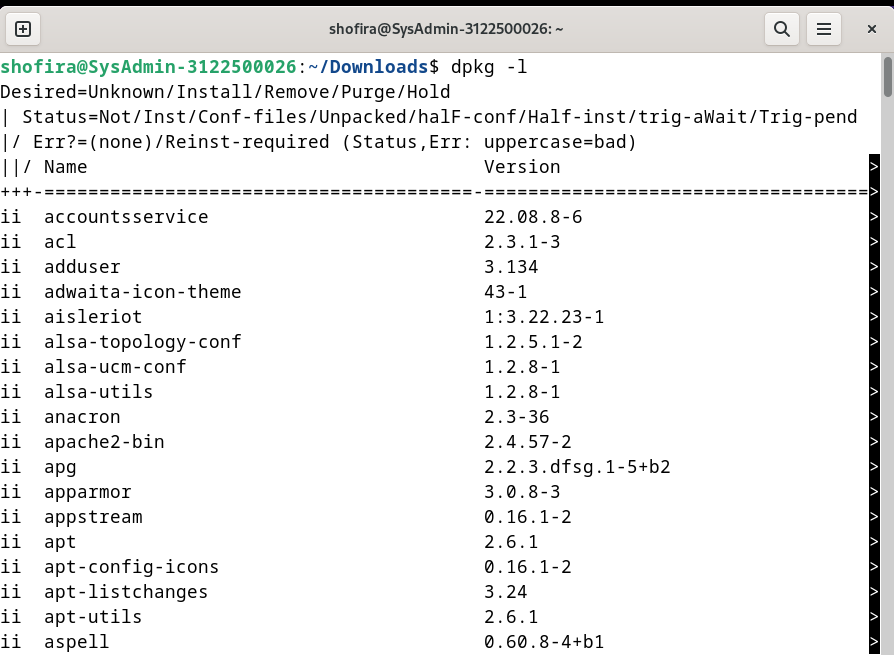 shofira@SysAdmin-3122500026: ~
shofira@SysAdmin-3122500026:~/Downloads$ dpkg -l
Desired=Unknown/Install/Remove/Purge/Hold
| Status=Not/Inst/Conf-files/Unpacked/halF-conf/Half-inst/trig-aWait/Trig-pend
|/ Err?=(none)/Reinst-required (Status,Err: uppercase=bad)
||/ Name                                    Version                            >
+++-=======================================-===================================>
ii  accountsservice                         22.08.8-6                          >
ii  acl                                     2.3.1-3                            >
ii  adduser                                 3.134                              >
ii  adwaita-icon-theme                      43-1                               >
ii  aisleriot                               1:3.22.23-1                        >
ii  alsa-topology-conf                      1.2.5.1-2                          >
ii  alsa-ucm-conf                           1.2.8-1                            >
ii  alsa-utils                              1.2.8-1                            >
ii  anacron                                 2.3-36                             >
ii  apache2-bin                             2.4.57-2                           >
ii  apg                                     2.2.3.dfsg.1-5+b2                  >
ii  apparmor                                3.0.8-3                            >
ii  appstream                               0.16.1-2                           >
ii  apt                                     2.6.1                              >
ii  apt-config-icons                        0.16.1-2                           >
ii  apt-listchanges                         3.24                               >
ii  apt-utils                               2.6.1                              >
ii  aspell                                  0.60.8-4+b1                        >